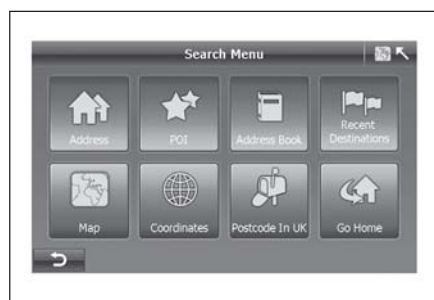 Search Menu
Address
POI
Address Book
Recent
Destinations
Map
Coordinates
Postcode In UK
Go Home